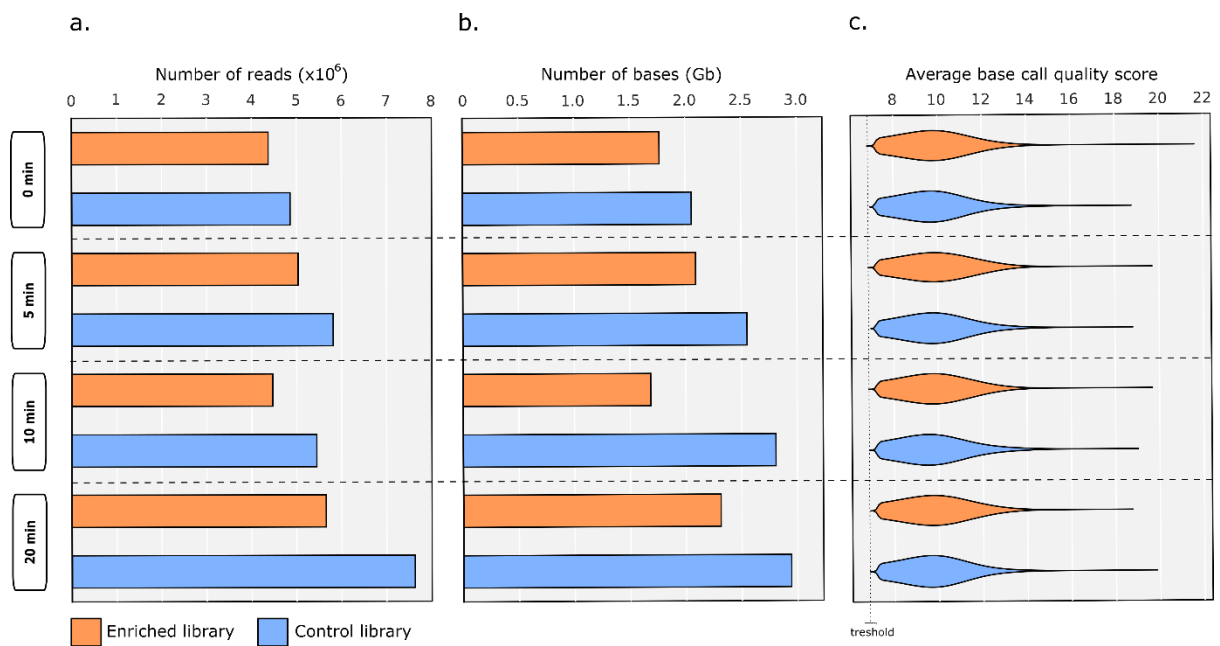 a.
b.
c.
Number of reads (x10⁶)
Number of bases (Gb)
Average base call quality score
0 1 2 3 4 5 6 7 8
0 0.5 1.0 1.5 2.0 2.5 3.0
8 10 12 14 16 18 20 22
0 min
5 min
10 min
20 min
treshold
Enriched library
Control library